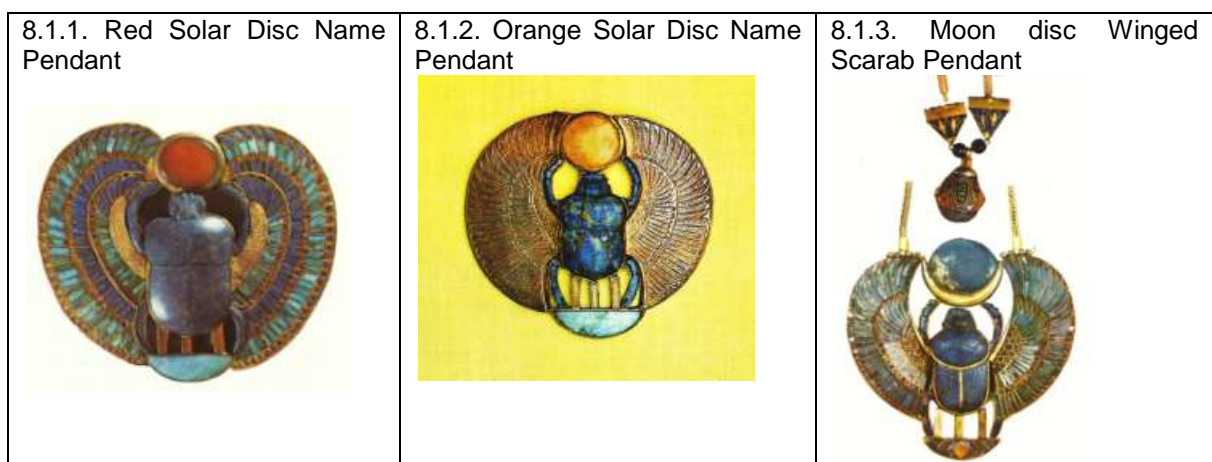 8.1.1. Red Solar Disc Name
Pendant
8.1.2. Orange Solar Disc Name
Pendant
8.1.3. Moon disc Winged
Scarab Pendant